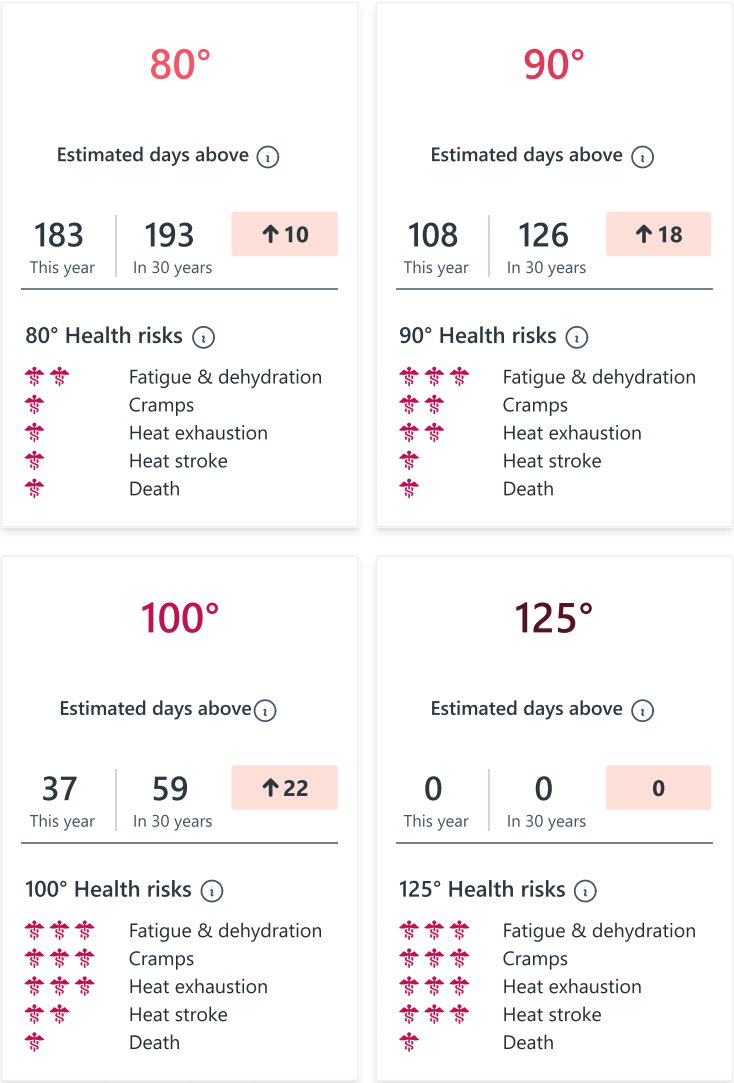 80°
Estimated days above
183
This year
193
In 30 years
↑10
80° Health risks
Fatigue & dehydration
Cramps
Heat exhaustion
Heat stroke
Death
90°
Estimated days above
108
This year
126
In 30 years
↑18
90° Health risks
Fatigue & dehydration
Cramps
Heat exhaustion
Heat stroke
Death
100°
Estimated days above
37
This year
59
In 30 years
↑22
100° Health risks
Fatigue & dehydration
Cramps
Heat exhaustion
Heat stroke
Death
125°
Estimated days above
0
This year
0
In 30 years
0
125° Health risks
Fatigue & dehydration
Cramps
Heat exhaustion
Heat stroke
Death